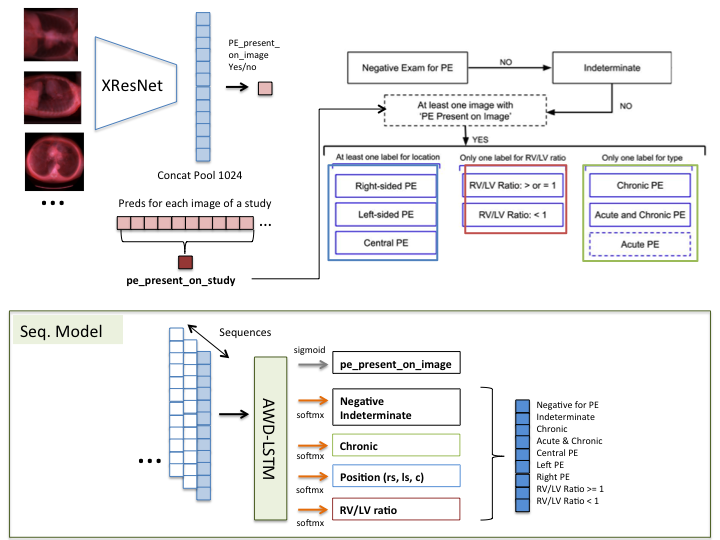 PE_present_
on_image
Yes/no
XResNet
Concat Pool 1024
Preds for each image of a study
...
pe_present_on_study
...
Negative Exam for PE
NO
Indeterminate
NO
At least one image with
'PE Present on Image'
YES
At least one label for location
Only one label for RV/LV ratio
Only one label for type
Right-sided PE
Left-sided PE
Central PE
RV/LV Ratio: > or = 1
RV/LV Ratio: < 1
Chronic PE
Acute and Chronic PE
Acute PE
Seq. Model
Sequences
...
AWD-LSTM
sigmoid
pe_present_on_image
softmx
Negative
Indeterminate
softmx
Chronic
softmx
Position (rs, ls, c)
softmx
RV/LV ratio
Negative for PE
Indeterminate
Chronic
Acute & Chronic
Central PE
Left PE
Right PE
RV/LV Ratio >= 1
RV/LV Ratio < 1